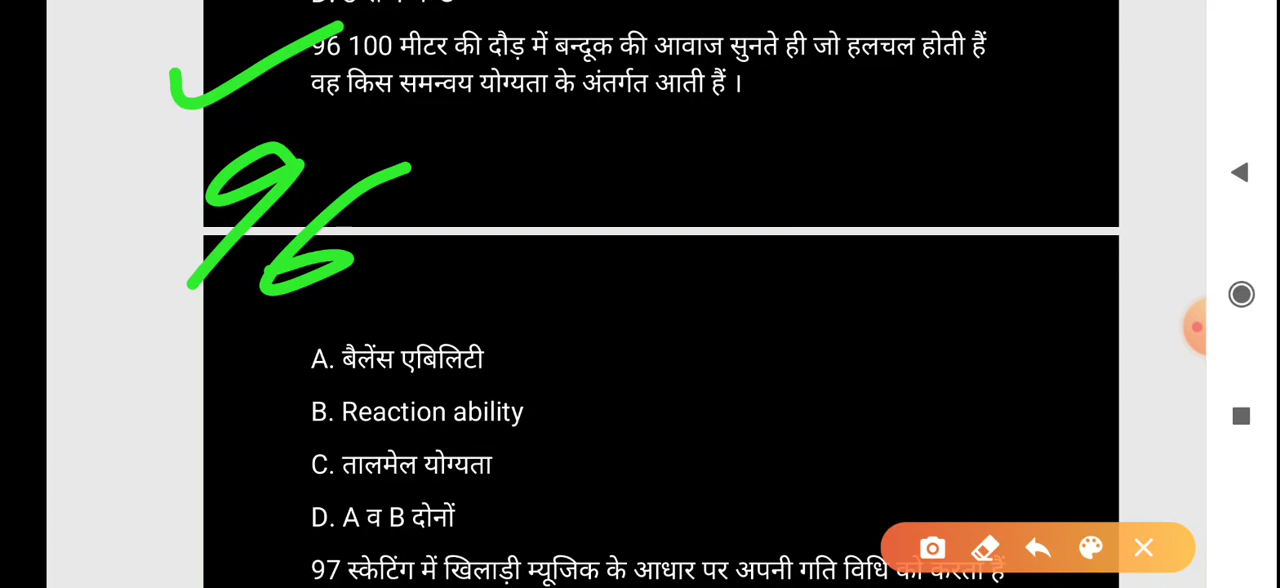 96 100 मीटर की दौड़ में बन्दूक की आवाज सुनते ही जो हलचल होती हैं
वह किस समन्वय योग्यता के अंतर्गत आती हैं ।
96
A. बैलेंस एबिलिटी
B. Reaction ability
C. तालमेल योग्यता
D. A व B दोनों
97 स्केटिंग में खिलाड़ी म्यूजिक के आधार पर अपनी गति विधि को करता हैं